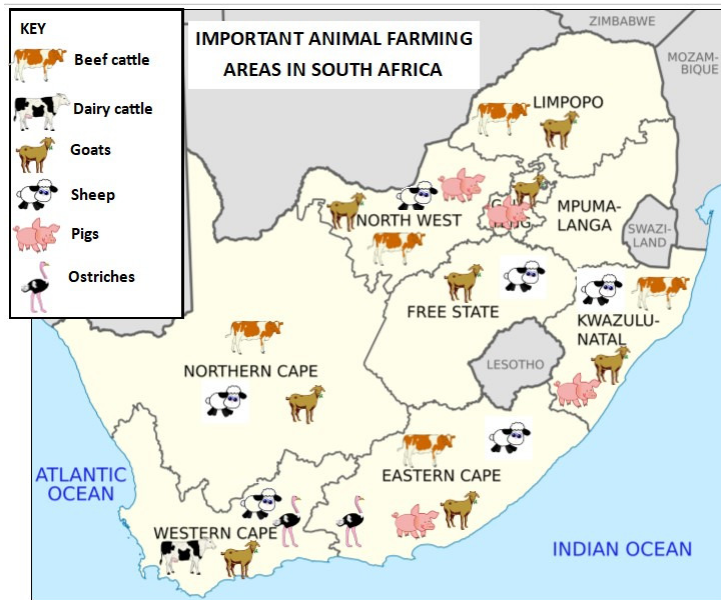 KEY
Beef cattle
Dairy cattle
Goats
Sheep
Pigs
Ostriches
IMPORTANT ANIMAL FARMING
AREAS IN SOUTH AFRICA
ZIMBABWE
MOZAM-
BIQUE
LIMPOPO
NORTH WEST
MPUMA-
LANGA
SWAZI-
LAND
FREE STATE
KWAZULU-
NATAL
LESOTHO
NORTHERN CAPE
EASTERN CAPE
WESTERN CAPE
ATLANTIC
OCEAN
INDIAN OCEAN